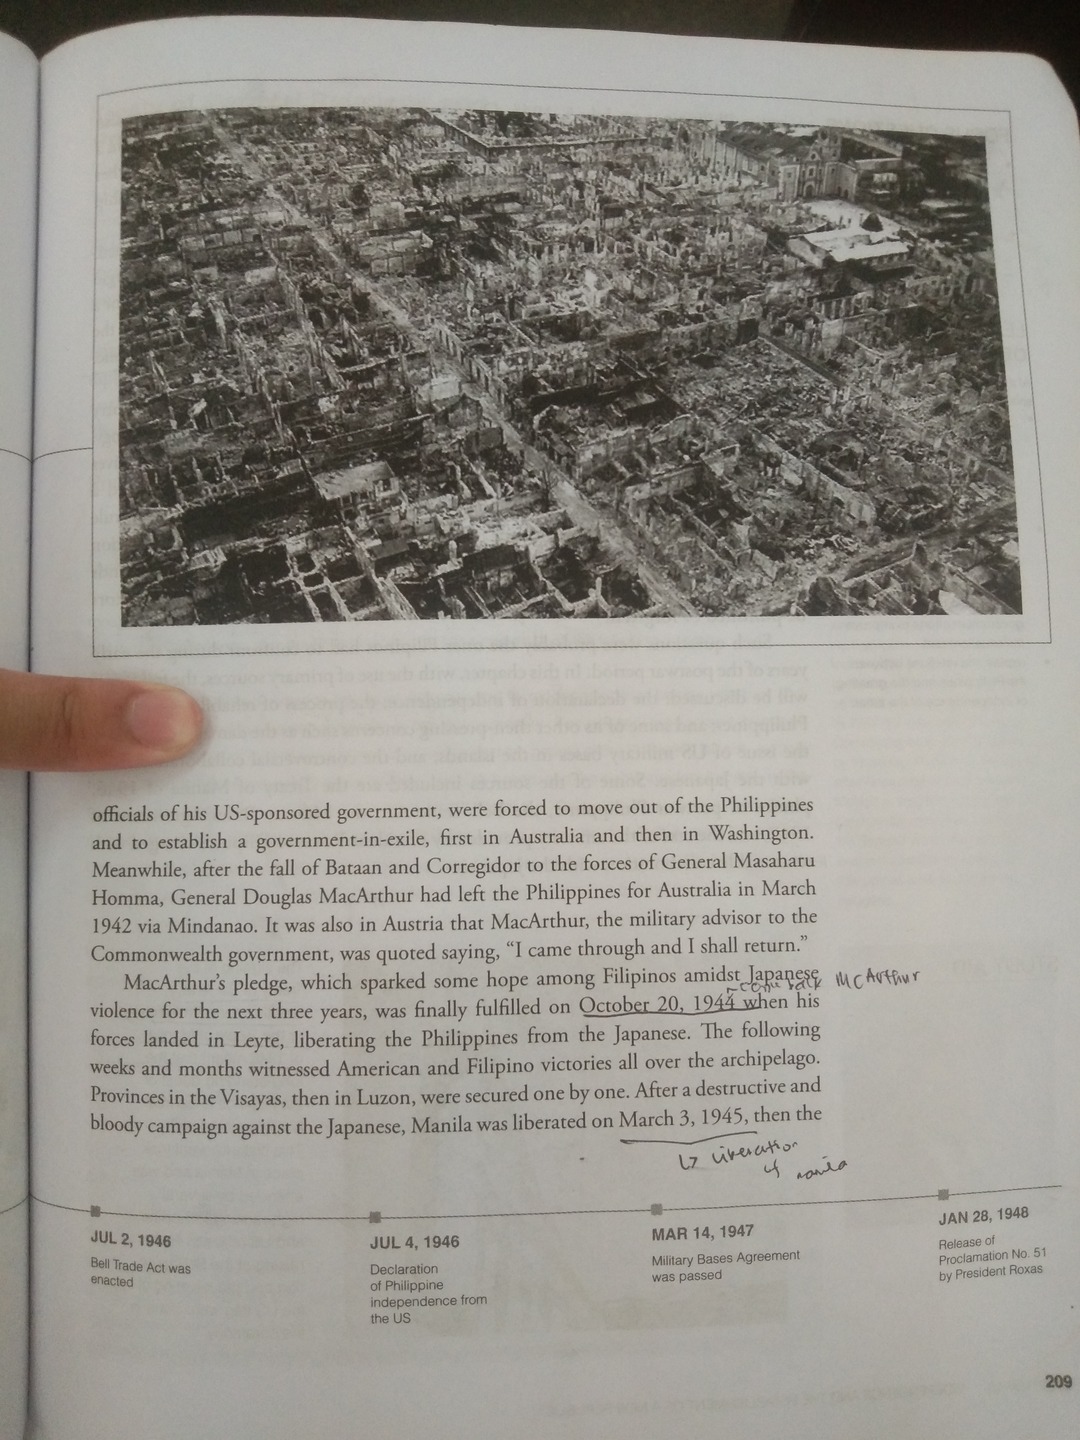 officials of his US-sponsored government, were forced to move out of the Philippines
and to establish a government-in-exile, first in Australia and then in Washington.
Meanwhile, after the fall of Bataan and Corregidor to the forces of General Masaharu
Homma, General Douglas MacArthur had left the Philippines for Australia in March
1942 via Mindanao. It was also in Austria that MacArthur, the military advisor to the
Commonwealth government, was quoted saying, “I came through and I shall return.”
MacArthur’s pledge, which sparked some hope among Filipinos amidst Japanese
come back McArthur
violence for the next three years, was finally fulfilled on October 20, 1944 when his
forces landed in Leyte, liberating the Philippines from the Japanese. The following
weeks and months witnessed American and Filipino victories all over the archipelago.
Provinces in the Visayas, then in Luzon, were secured one by one. After a destructive and
bloody campaign against the Japanese, Manila was liberated on March 3, 1945, then the
↳ liberation
of manila
JUL 2, 1946
Bell Trade Act was
enacted
JUL 4, 1946
Declaration
of Philippine
independence from
the US
MAR 14, 1947
Military Bases Agreement
was passed
JAN 28, 1948
Release of
Proclamation No. 51
by President Roxas
209